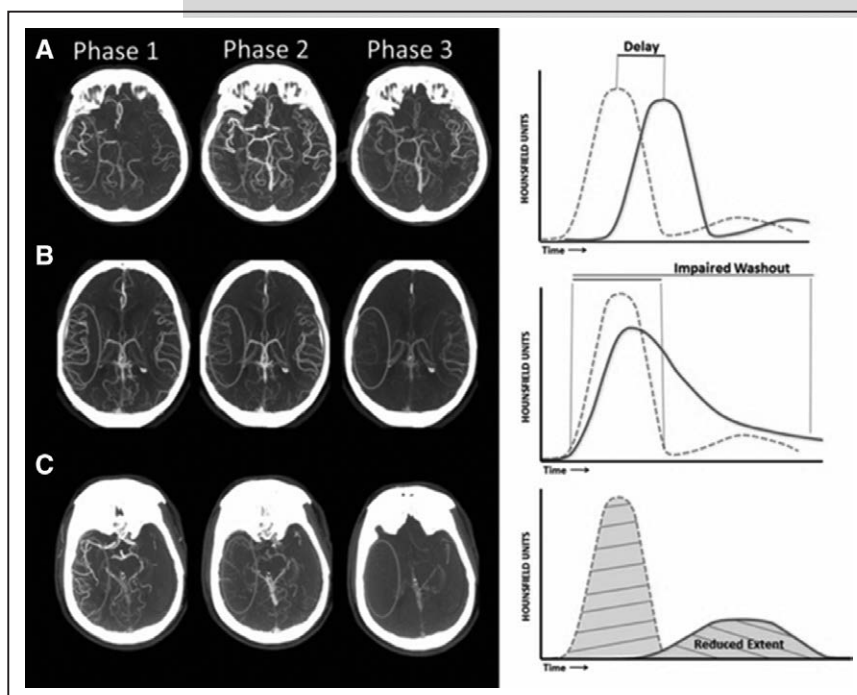 A
Phase 1 Phase 2 Phase 3
Delay
HOUNSFIELD UNITS
Time →
B
Impaired Washout
HOUNSFIELD UNITS
Time →
C
HOUNSFIELD UNITS
Reduced Extent
Time →